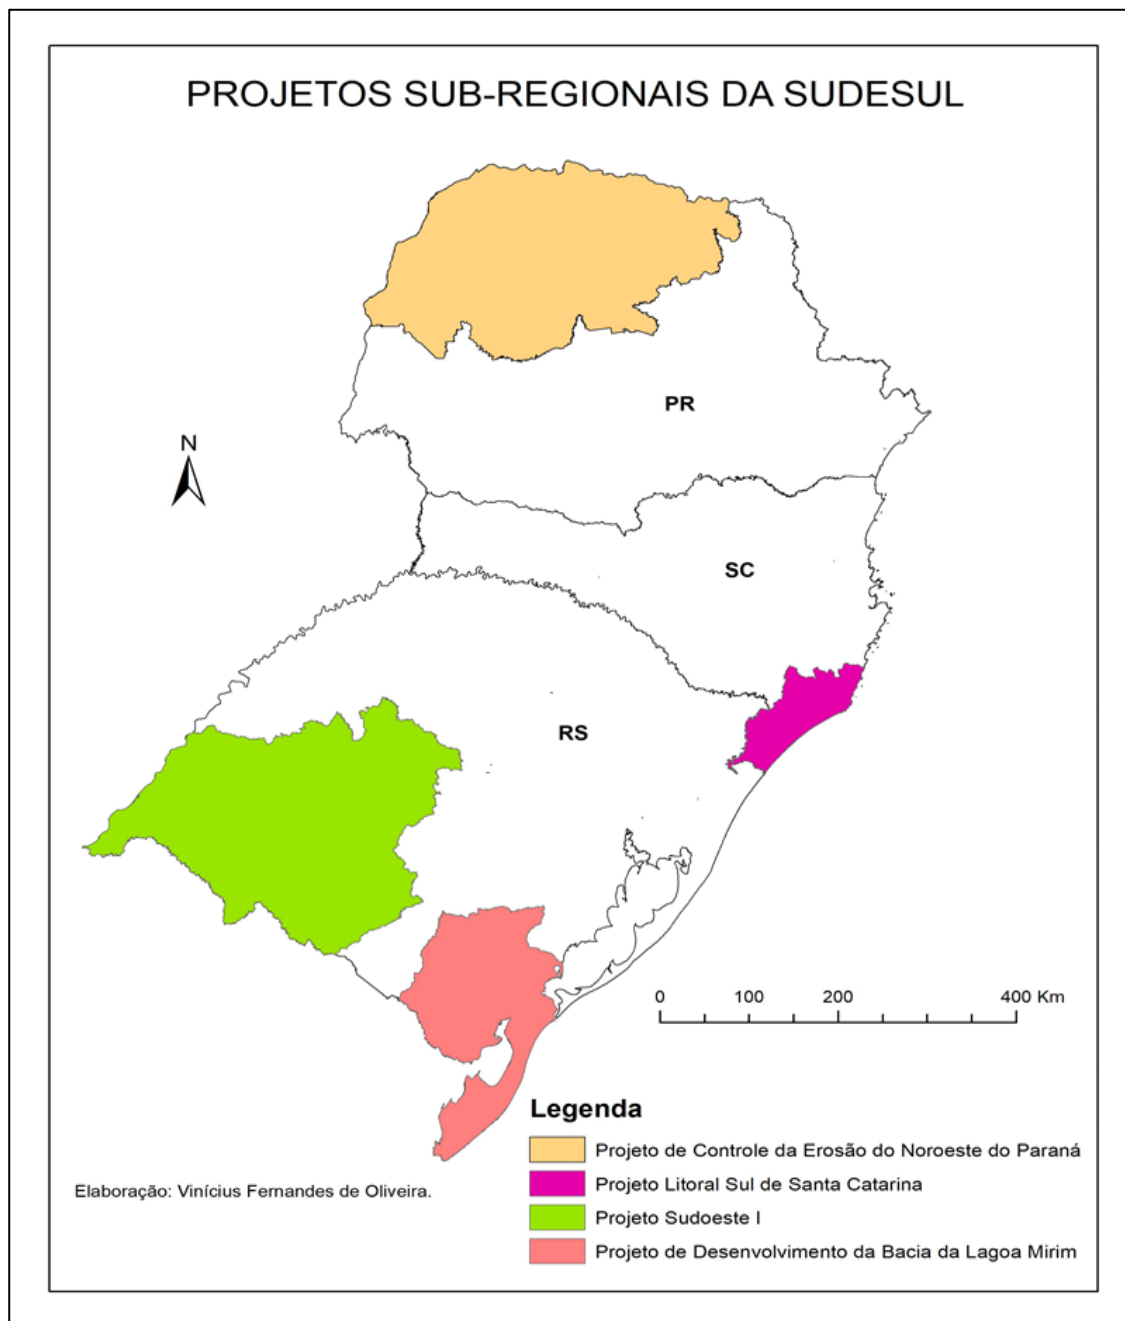 PROJETOS SUB-REGIONAIS DA SUDESUL
PR
N
SC
RS
0 100 200 400 Km
Legenda
Projeto de Controle da Erosão do Noroeste do Paraná
Projeto Litoral Sul de Santa Catarina
Projeto Sudoeste I
Projeto de Desenvolvimento da Bacia da Lagoa Mirim
Elaboração: Vinícius Fernandes de Oliveira.